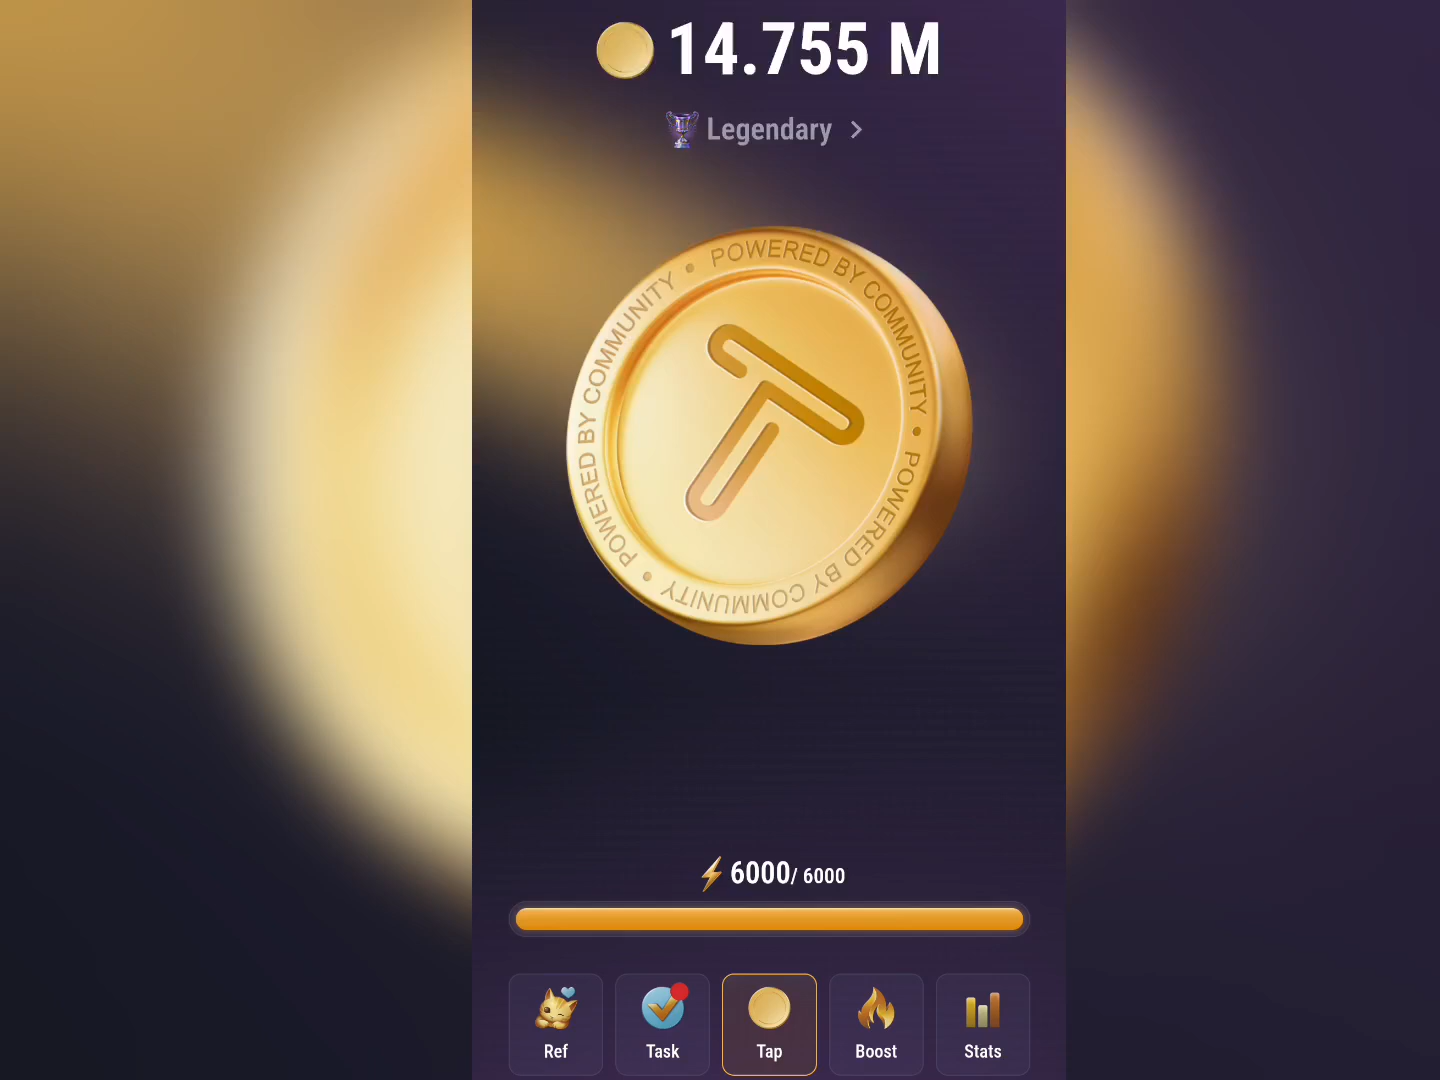 14.755 M
Legendary
POWERED BY COMMUNITY • POWERED BY COMMUNITY • POWERED BY COMMUNITY •
T
6000/ 6000
Ref
Task
Tap
Boost
Stats